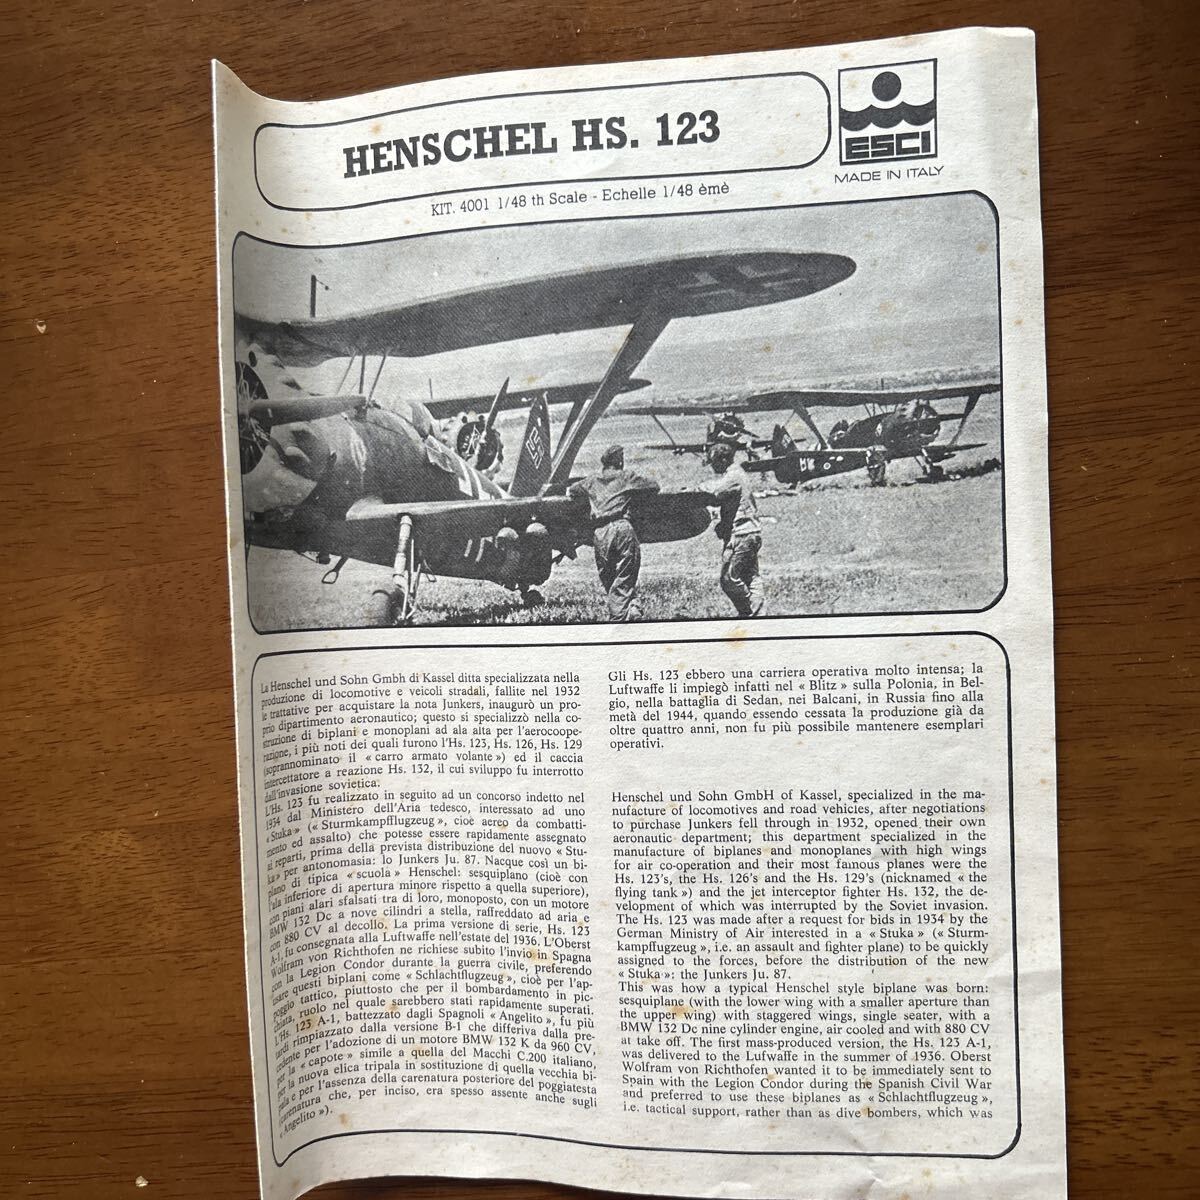 HENSCHEL HS. 123
KIT. 4001 1/48 th Scale - Echelle 1/48 èmè
ESCI
MADE IN ITALY
La Henschel und Sohn Gmbh di Kassel ditta specializzata nella
produzione di locomotive e veicoli stradali, fallite nel 1932
le trattative per acquistare la nota Junkers, inaugurò un pro-
prio dipartimento aeronautico; questo si specializzò nella co-
struzione di biplani e monoplani ad ala alta per l'aerocoope-
razione, i più noti dei quali furono l'Hs. 123, Hs. 126, Hs. 129
(soprannominato il « carro armato volante ») ed il caccia
intercettatore a reazione Hs. 132, il cui sviluppo fu interrotto
dall'invasione sovietica.
L'Hs. 123 fu realizzato in seguito ad un concorso indetto nel
1934 dal Ministero dell'Aria tedesco, interessato ad uno
« Stuka » (« Sturmkampfflugzeug », cioè aereo da combatti-
mento ed assalto) che potesse essere rapidamente assegnato
ai reparti, prima della prevista distribuzione del nuovo « Stu-
ka » per antonomasia: lo Junkers Ju. 87. Nacque così un bi-
plano di tipica « scuola » Henschel: sesquiplano (cioè con
l'ala inferiore di apertura minore rispetto a quella superiore),
con piani alari sfalsati tra di loro, monoposto, con un motore
BMW 132 Dc a nove cilindri a stella, raffreddato ad aria e
con 880 CV al decollo. La prima versione di serie, Hs. 123
A-1, fu consegnata alla Luftwaffe nell'estate del 1936. L'Oberst
Wolfram von Richthofen ne richiese subito l'invio in Spagna
con la Legion Condor durante la guerra civile, preferendo
usare questi biplani come « Schlachtflugzeug », cioè per l'ap-
poggio tattico, piuttosto che per il bombardamento in pic-
chiata, ruolo nel quale sarebbero stati rapidamente superati.
L'Hs. 123 A-1, battezzato dagli Spagnoli « Angelito », fu più
tardi rimpiazzato dalla versione B-1 che differiva dalla pre-
cedente per l'adozione di un motore BMW 132 K da 960 CV,
per la « capote » simile a quella del Macchi C.200 italiano,
per la nuova elica tripala in sostituzione di quella vecchia bi-
pala e per l'assenza della carenatura posteriore del poggiatesta
(carenatura che, per inciso, era spesso assente anche sugli
« Angelito »).
Gli Hs. 123 ebbero una carriera operativa molto intensa; la
Luftwaffe li impiegò infatti nel « Blitz » sulla Polonia, in Bel-
gio, nella battaglia di Sedan, nei Balcani, in Russia fino alla
metà del 1944, quando essendo cessata la produzione già da
oltre quattro anni, non fu più possibile mantenere esemplari
operativi.
Henschel und Sohn GmbH of Kassel, specialized in the ma-
nufacture of locomotives and road vehicles, after negotiations
to purchase Junkers fell through in 1932, opened their own
aeronautic department; this department specialized in the
manufacture of biplanes and monoplanes with high wings
for air co-operation and their most famous planes were the
Hs. 123's, the Hs. 126's and the Hs. 129's (nicknamed « the
flying tank ») and the jet interceptor fighter Hs. 132, the de-
velopment of which was interrupted by the Soviet invasion.
The Hs. 123 was made after a request for bids in 1934 by the
German Ministry of Air interested in a « Stuka » (« Sturm-
kampfflugzeug », i.e. an assault and fighter plane) to be quickly
assigned to the forces, before the distribution of the new
« Stuka »: the Junkers Ju. 87.
This was how a typical Henschel style biplane was born:
sesquiplane (with the lower wing with a smaller aperture than
the upper wing) with staggered wings, single seater, with a
BMW 132 Dc nine cylinder engine, air cooled and with 880 CV
at take off. The first mass-produced version, the Hs. 123 A-1,
was delivered to the Lufwaffe in the summer of 1936. Oberst
Wolfram von Richthofen wanted it to be immediately sent to
Spain with the Legion Condor during the Spanish Civil War
and preferred to use these biplanes as « Schlachtflugzeug »,
i.e. tactical support, rather than as dive bombers, which was